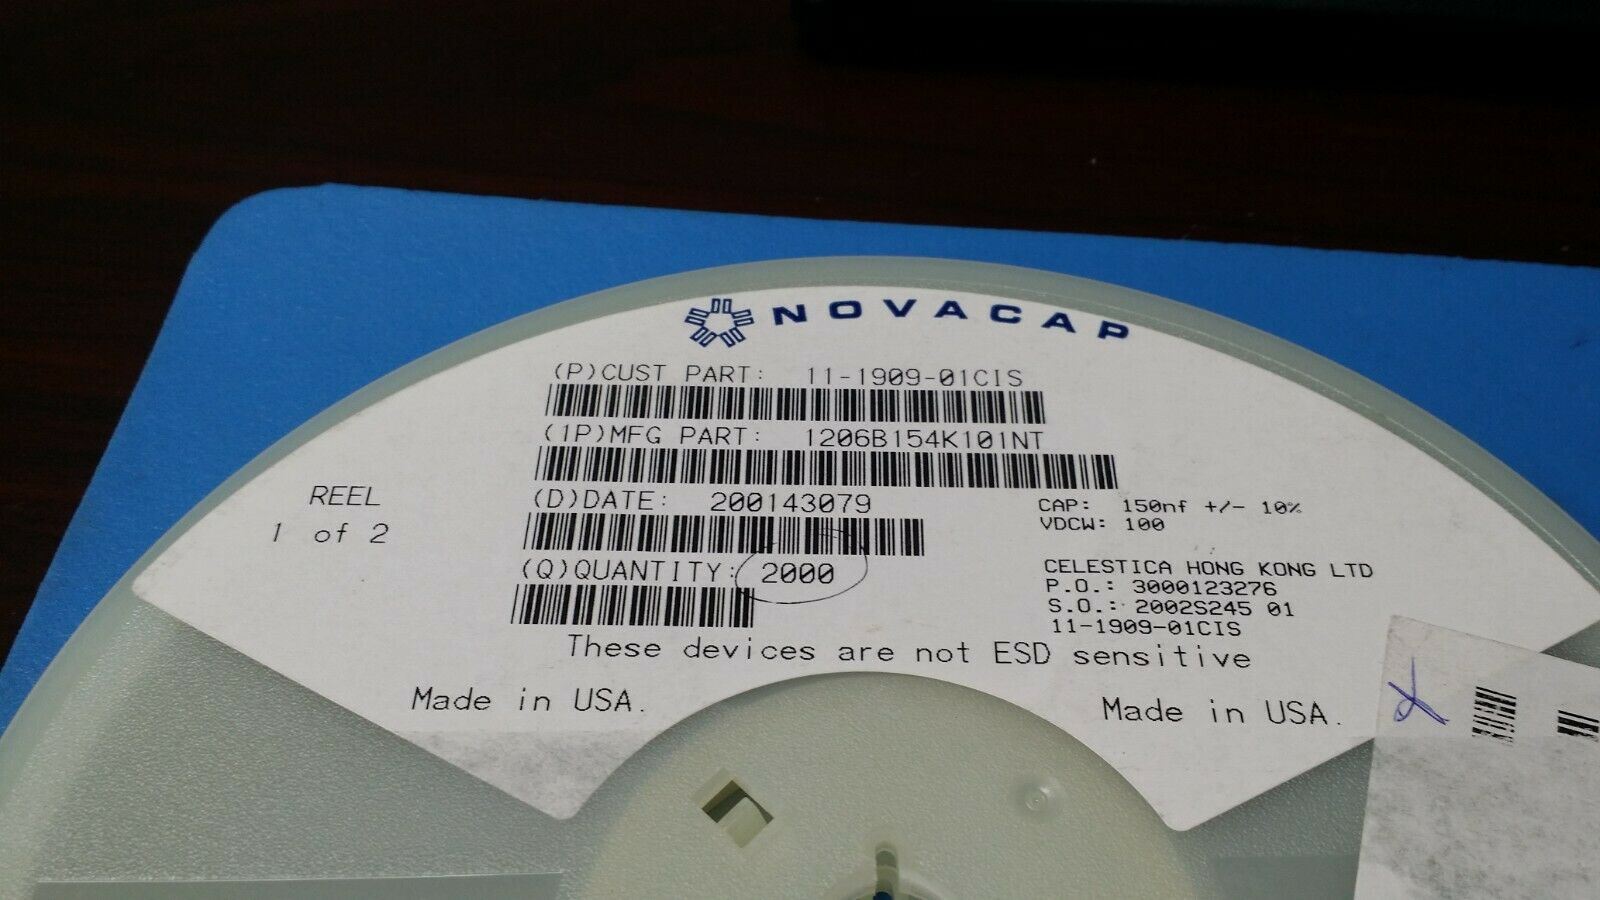 NOVACAP
(P)CUST PART: 11-1909-01CIS
(1P)MFG PART: 1206B154K101NT
REEL
1 of 2
(D)DATE: 200143079
(Q)QUANTITY: 2000
CAP: 150nf +/- 10%
VDCW: 100
CELESTICA HONG KONG LTD
P.O.: 3000123276
S.O.: 2002S245 01
11-1909-01CIS
These devices are not ESD sensitive
Made in USA.
Made in USA.